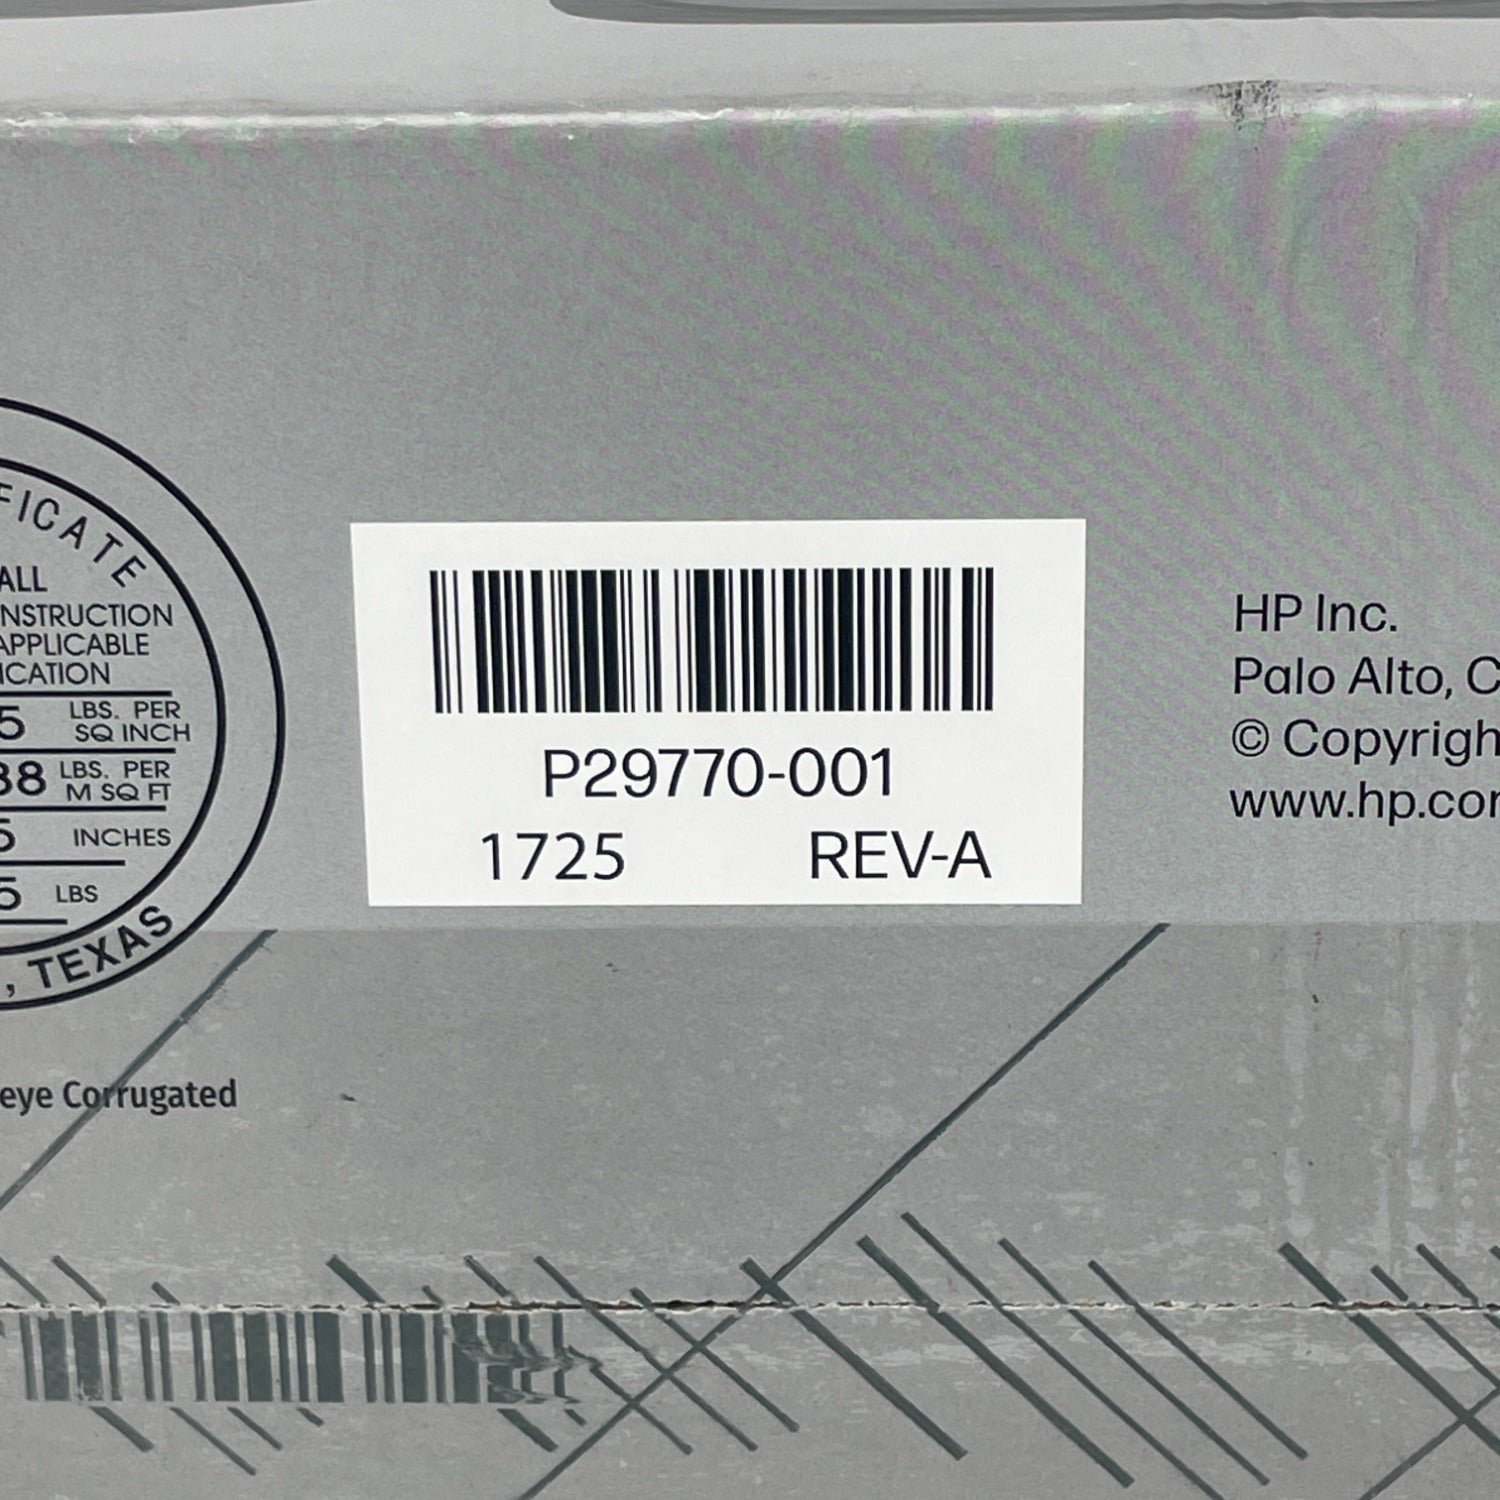 FICATE
ALL
NSTRUCTION
APPLICABLE
ICATION
5 LBS. PER
SQ INCH
38 LBS. PER
M SQ FT
5 INCHES
5 LBS
, TEXAS
eye Corrugated
P29770-001
1725 REV-A
HP Inc.
Palo Alto, C
© Copyrigh
www.hp.com